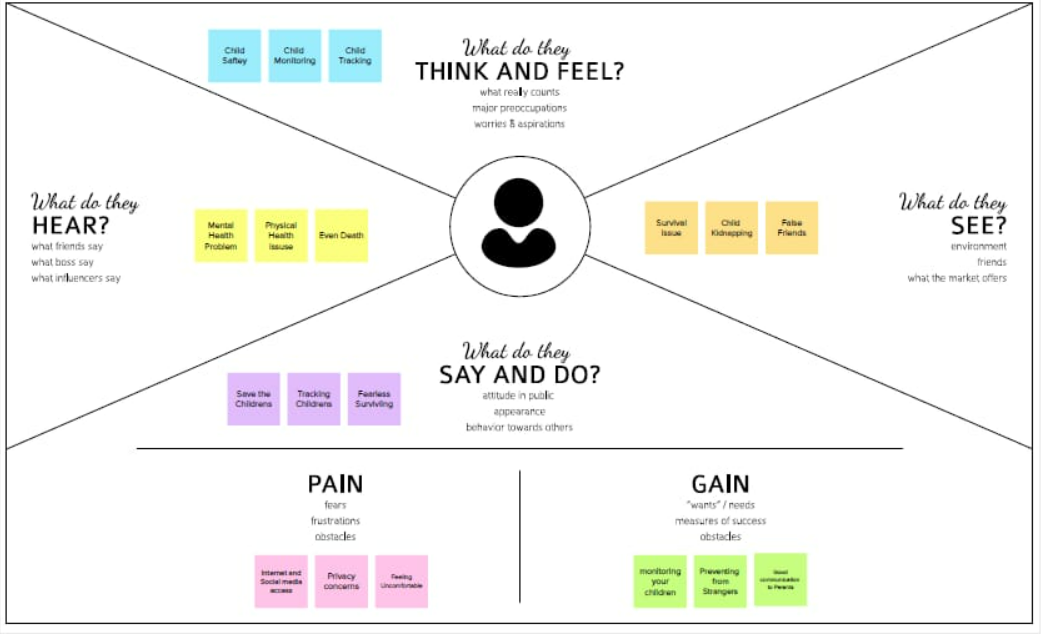 Child
Saftey
Child
Monitoring
Child
Tracking
What do they
THINK AND FEEL?
what really counts
major preoccupations
worries & aspirations
What do they
HEAR?
what friends say
what boss say
what influencers say
Mental
Health
Problem
Physical
Health
Issuse
Even Death
Survival
Issue
Child
Kidnapping
False
Friends
What do they
SEE?
environment
friends
what the market offers
What do they
SAY AND DO?
attitude in public
appearance
behavior towards others
Save the
Childrens
Tracking
Childrens
Fearless
Surviviling
PAIN
fears
frustrations
obstacles
Internet and
Social media
access
Privacy
concerns
Feeling
Uncomfortable
GAIN
"wants" / needs
measures of success
obstacles
monitoring
your
children
Preventing
from
Strangers
Good
to Parents